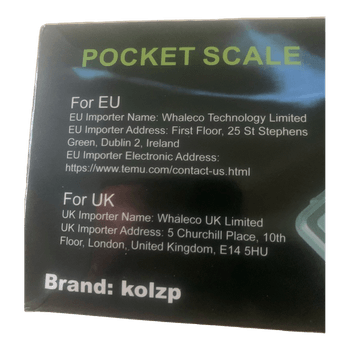 POCKET SCALE
For EU
EU Importer Name: Whaleco Technology Limited
EU Importer Address: First Floor, 25 St Stephens
Green, Dublin 2, Ireland
EU Importer Electronic Address:
https://www.temu.com/contact-us.html
For UK
UK Importer Name: Whaleco UK Limited
UK Importer Address: 5 Churchill Place, 10th
Floor, London, United Kingdom, E14 5HU
Brand: kolzp